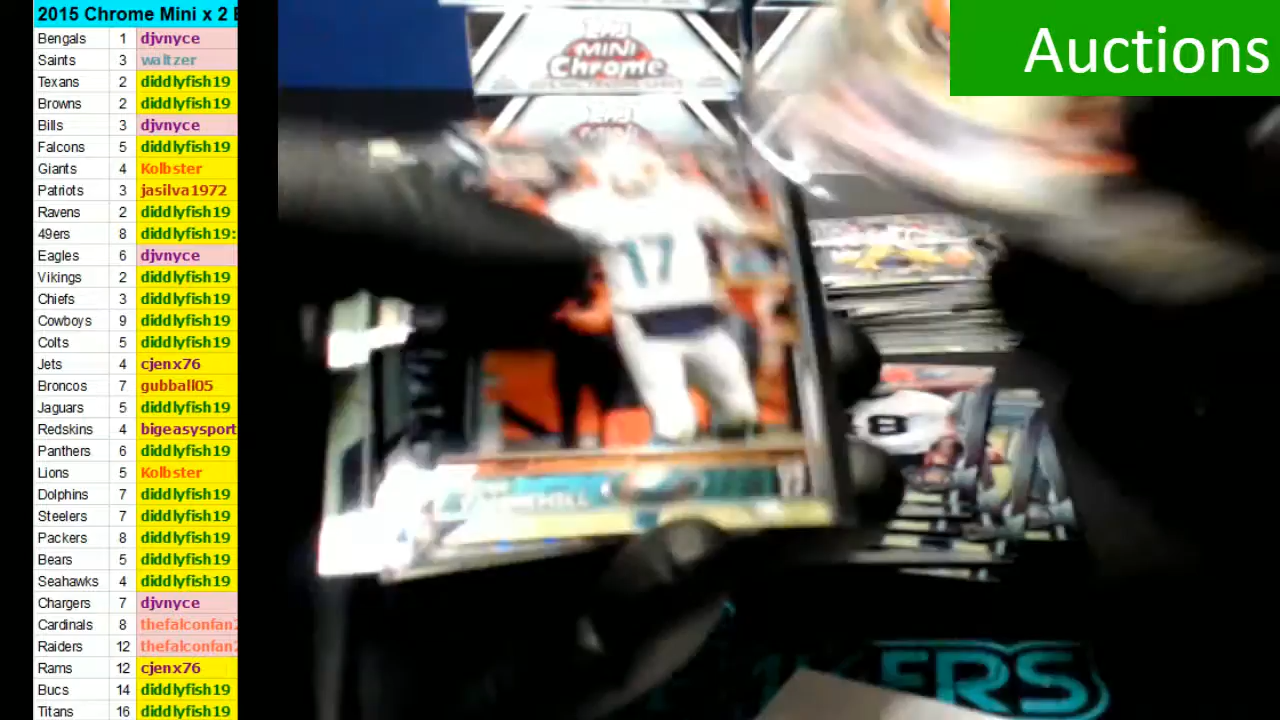 2015 Chrome Mini x 2
Bengals 1 djvnyce
Saints 3 waltzer
Texans 2 diddlyfish19
Browns 2 diddlyfish19
Bills 3 djvnyce
Falcons 5 diddlyfish19
Giants 4 Kolbster
Patriots 3 jasilva1972
Ravens 2 diddlyfish19
49ers 8 diddlyfish19:
Eagles 6 djvnyce
Vikings 2 diddlyfish19
Chiefs 3 diddlyfish19
Cowboys 9 diddlyfish19
Colts 5 diddlyfish19
Jets 4 cjenx76
Broncos 7 gubball05
Jaguars 5 diddlyfish19
Redskins 4 bigeasysport
Panthers 6 diddlyfish19
Lions 5 Kolbster
Dolphins 7 diddlyfish19
Steelers 7 diddlyfish19
Packers 8 diddlyfish19
Bears 5 diddlyfish19
Seahawks 4 diddlyfish19
Chargers 7 djvnyce
Cardinals 8 thefalconfan
Raiders 12 thefalconfan
Rams 12 cjenx76
Bucs 14 diddlyfish19
Titans 16 diddlyfish19
Auctions
MINI
Chrome
MINI
17